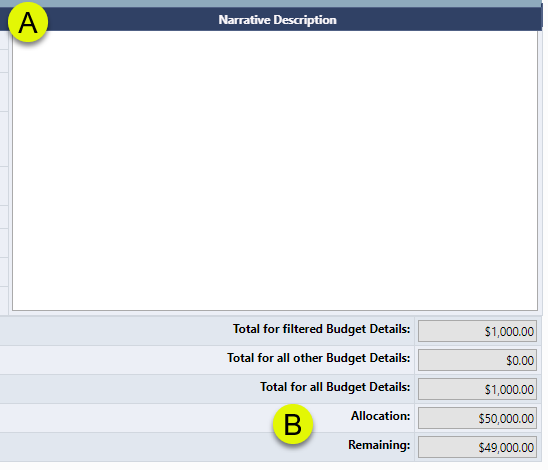 A
Narrative Description
Total for filtered Budget Details: $1,000.00
Total for all other Budget Details: $0.00
Total for all Budget Details: $1,000.00
B
Allocation: $50,000.00
Remaining: $49,000.00